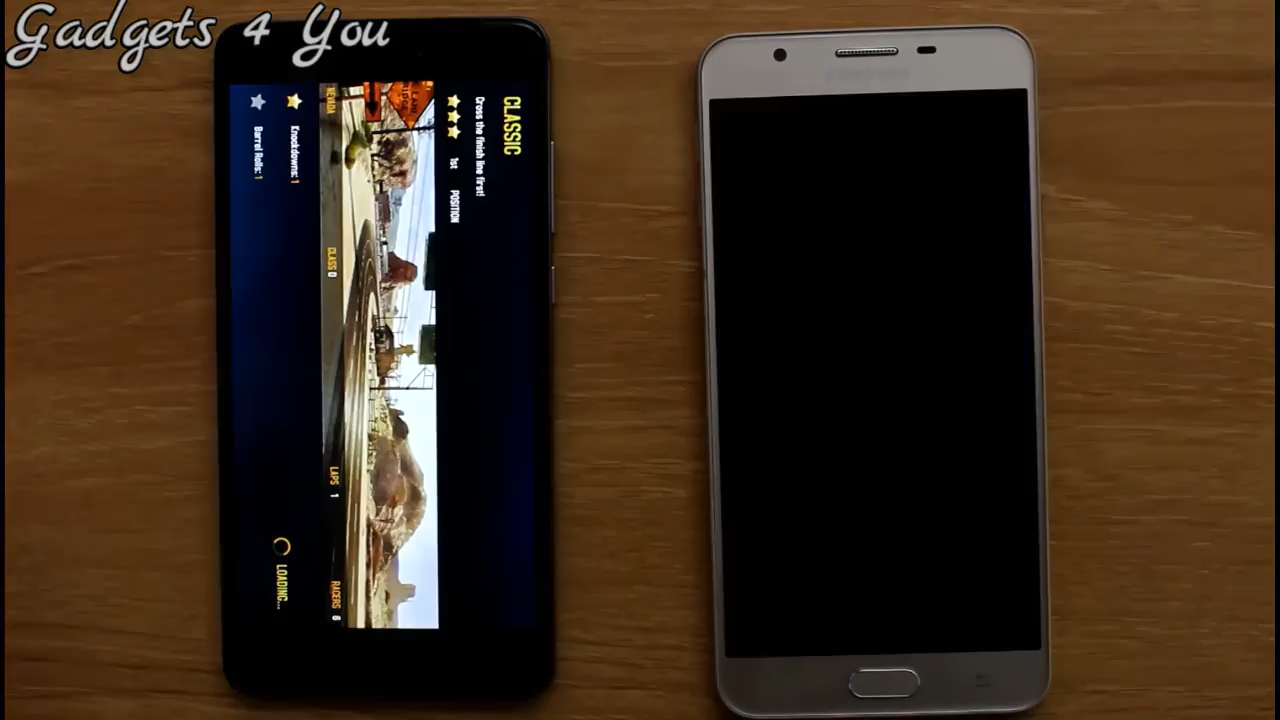 Gadgets 4 You
CLASSIC
Cross the finish line first!
1st POSITION
NEVADA CLASS D LAPS 1 RACERS 6
Knockdowns: 1
Barrel Rolls: 1
LOADING...